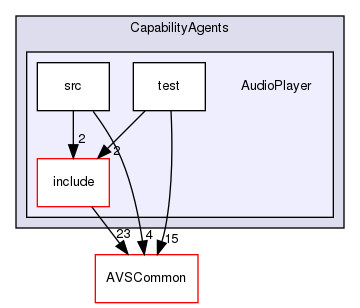 CapabilityAgents
src
test
AudioPlayer
2
2
include
23
4
15
AVSCommon